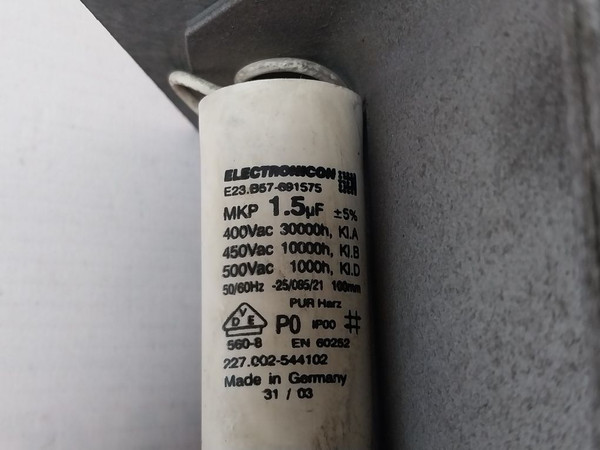 ELECTRONICON
E23.B57-691575
MKP 1.5µF ±5%
400Vac 30000h, Kl.A
450Vac 10000h, Kl.B
500Vac 1000h, Kl.D
50/60Hz -25/085/21 100mm
PUR Harz
VDE P0 IP00
560-8 EN 60252
227.002-544102
Made in Germany
31 / 03